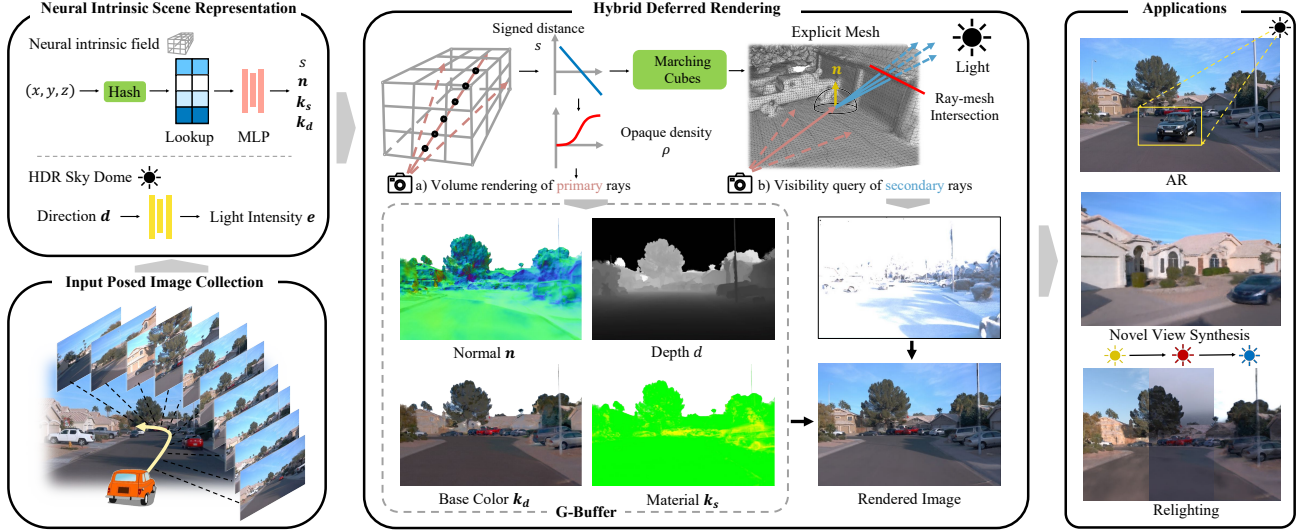 Neural Intrinsic Scene Representation
Neural intrinsic field
(x, y, z)
Hash
Lookup
MLP
s
n
k_s
k_d
HDR Sky Dome
Direction d
Light Intensity e
Input Posed Image Collection
Hybrid Deferred Rendering
Signed distance
s
Marching
Cubes
Explicit Mesh
n
Light
Ray-mesh
Intersection
Opaque density
ρ
a) Volume rendering of primary rays
b) Visibility query of secondary rays
Normal n
Depth d
Base Color k_d
Material k_s
G-Buffer
Rendered Image
Applications
AR
Novel View Synthesis
Relighting